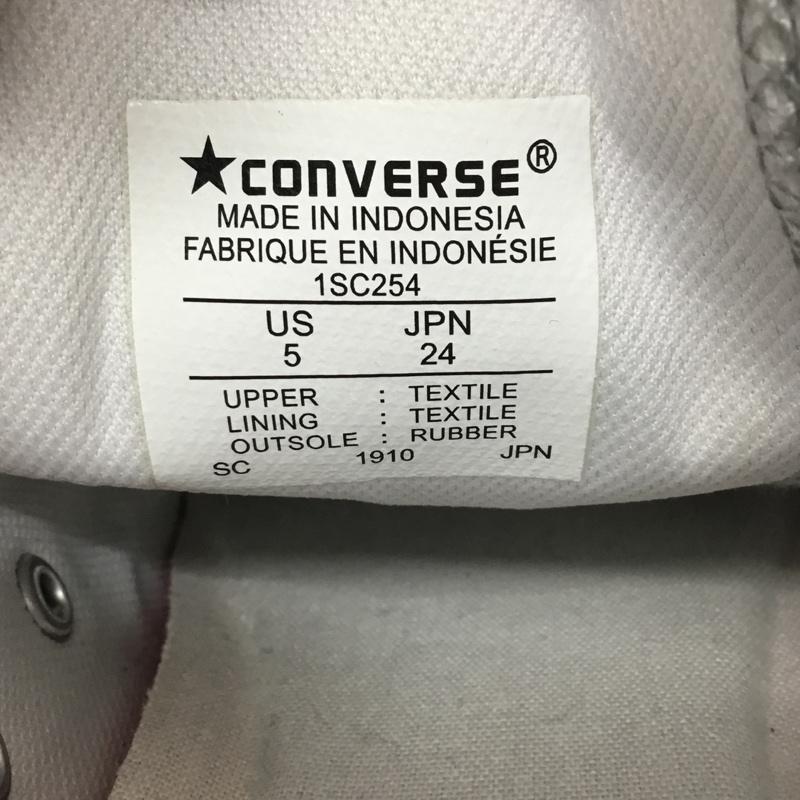 ★CONVERSE®
MADE IN INDONESIA
FABRIQUE EN INDONÉSIE
1SC254
US JPN
5 24
UPPER : TEXTILE
LINING : TEXTILE
OUTSOLE : RUBBER
SC 1910 JPN